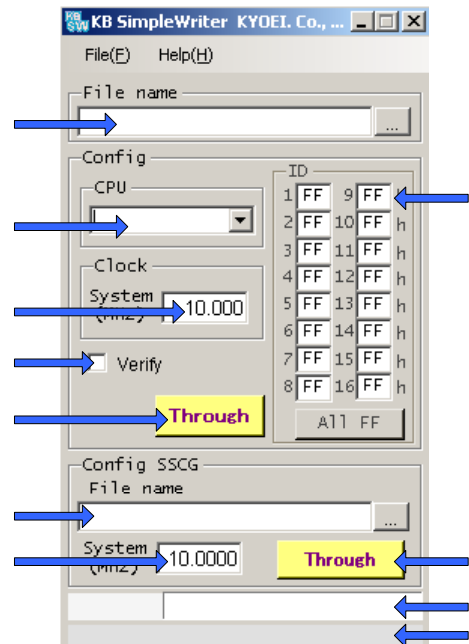 KB SW KB SimpleWriter KYOEI. Co., ...
File(F) Help(H)
File name
...
Config
ID
CPU
1 FF 9 FF
2 FF 10 FF h
3 FF 11 FF h
Clock
4 FF 12 FF h
System (MHz) 10.000
5 FF 13 FF h
6 FF 14 FF h
Verify
7 FF 15 FF h
8 FF 16 FF h
Through
All FF
Config SSCG
File name
...
System (MHz) 10.0000
Through